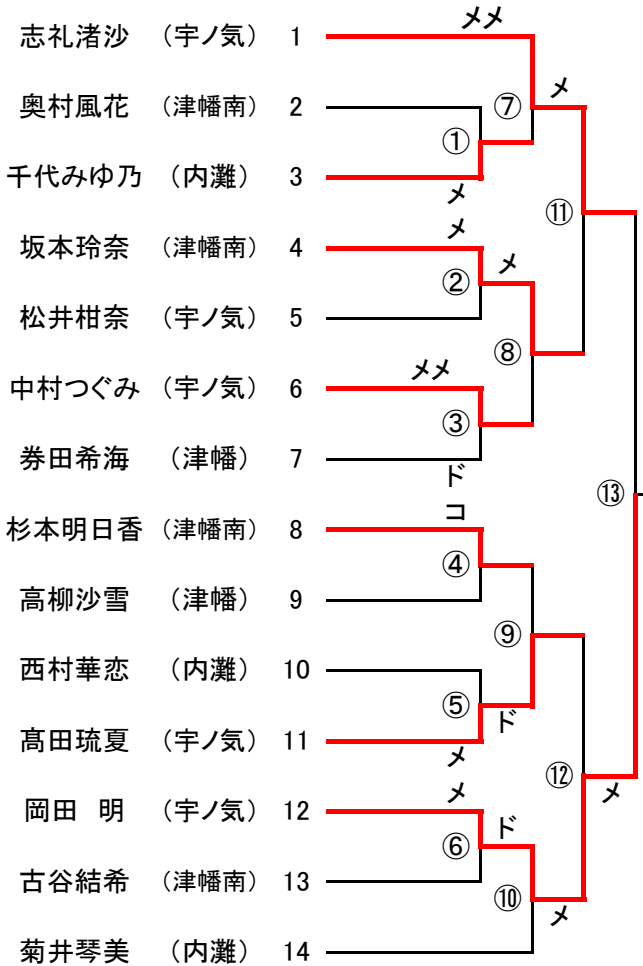 メメ
志礼渚沙 (宇ノ気) 1
メ
奥村風花 (津幡南) 2 ⑦
①
千代みゆ乃 (内灘) 3
メ
⑪
メ
坂本玲奈 (津幡南) 4
メ
②
松井柑奈 (宇ノ気) 5
⑧
メメ
中村つぐみ (宇ノ気) 6
③
券田希海 (津幡) 7
ド
⑬
コ
杉本明日香 (津幡南) 8
④
高柳沙雪 (津幡) 9
⑨
西村華恋 (内灘) 10
⑤
ド
髙田琉夏 (宇ノ気) 11
メ
⑫
メ
メ
岡田 明 (宇ノ気) 12
ド
⑥
古谷結希 (津幡南) 13
⑩
メ
菊井琴美 (内灘) 14